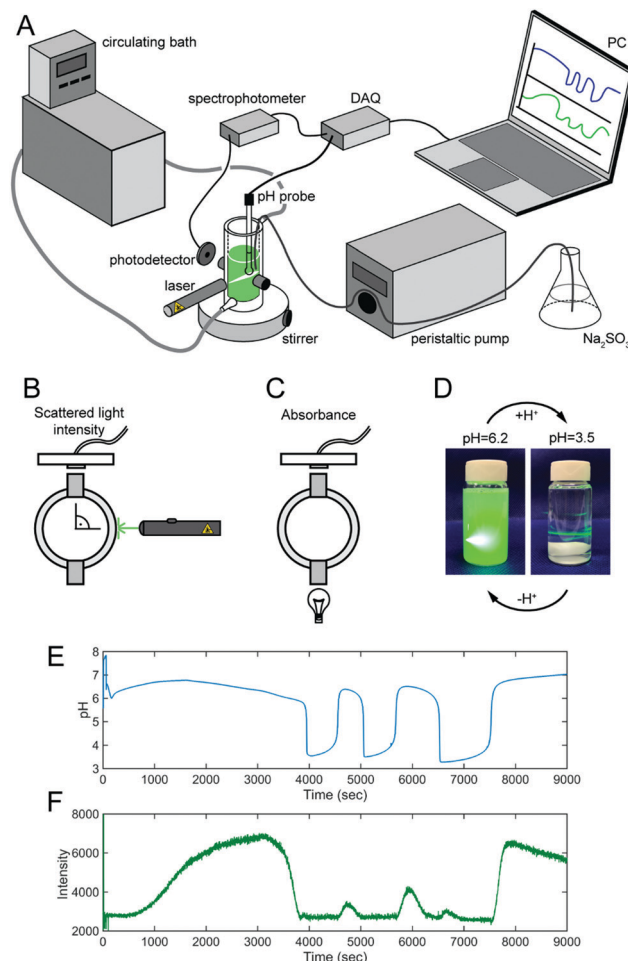 A
circulating bath
spectrophotometer
DAQ
PC
pH probe
photodetector
laser
stirrer
peristaltic pump
Na₂SO₃
B
Scattered light
intensity
C
Absorbance
D
+H⁺
pH=6.2
pH=3.5
-H⁺
E
8
7
6
5
4
3
pH
0
1000
2000
3000
4000
5000
6000
7000
8000
9000
Time (sec)
F
8000
6000
4000
2000
Intensity
0
1000
2000
3000
4000
5000
6000
7000
8000
9000
Time (sec)